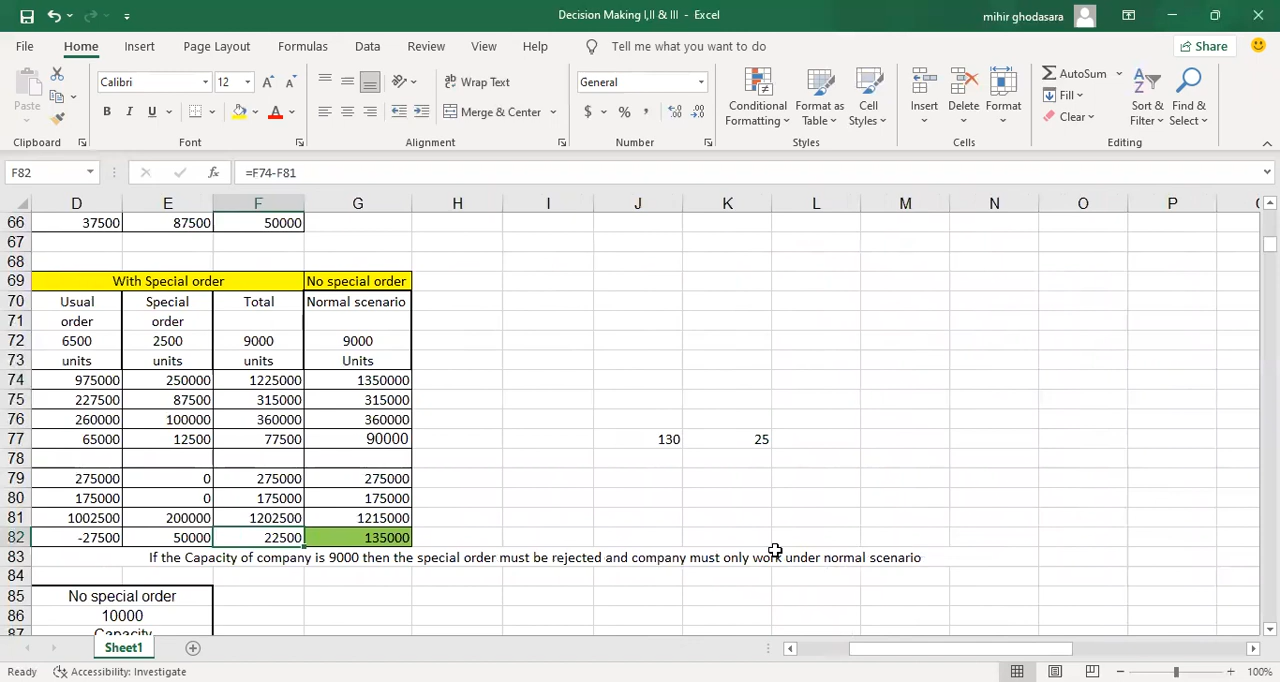 Decision Making I,II & III - Excel
mihir ghodasara
File Home Insert Page Layout Formulas Data Review View Help Tell me what you want to do Share
Paste Calibri 12 A A Wrap Text General Conditional Formatting Format as Table Cell Styles Insert Delete Format AutoSum Fill Clear Sort & Filter Find & Select
B I U A Merge & Center $ % ,
Clipboard Font Alignment Number Styles Cells Editing
F82 fx =F74-F81
D E F G H I J K L M N O P
66 37500 87500 50000
67
68
69 With Special order No special order
70 Usual Special Total Normal scenario
71 order order
72 6500 2500 9000 9000
73 units units units Units
74 975000 250000 1225000 1350000
75 227500 87500 315000 315000
76 260000 100000 360000 360000
77 65000 12500 77500 90000 130 25
78
79 275000 0 275000 275000
80 175000 0 175000 175000
81 1002500 200000 1202500 1215000
82 -27500 50000 22500 135000
83 If the Capacity of company is 9000 then the special order must be rejected and company must only work under normal scenario
84
85 No special order
86 10000
87 Capacity
Sheet1
Ready Accessibility: Investigate 100%